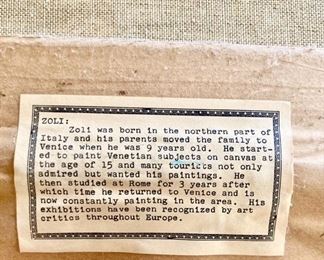 ZOLI:
Zoli was born in the northern part of
Italy and his parents moved the family to
Venice when he was 9 years old. He start-
ed to paint Venetian subjects on canvas at
the age of 15 and many tourists not only
admired but wanted his paintings. He
then studied at Rome for 3 years after
which time he returned to Venice and is
now constantly painting in the area. His
exhibitions have been recognized by art
critics throughout Europe.